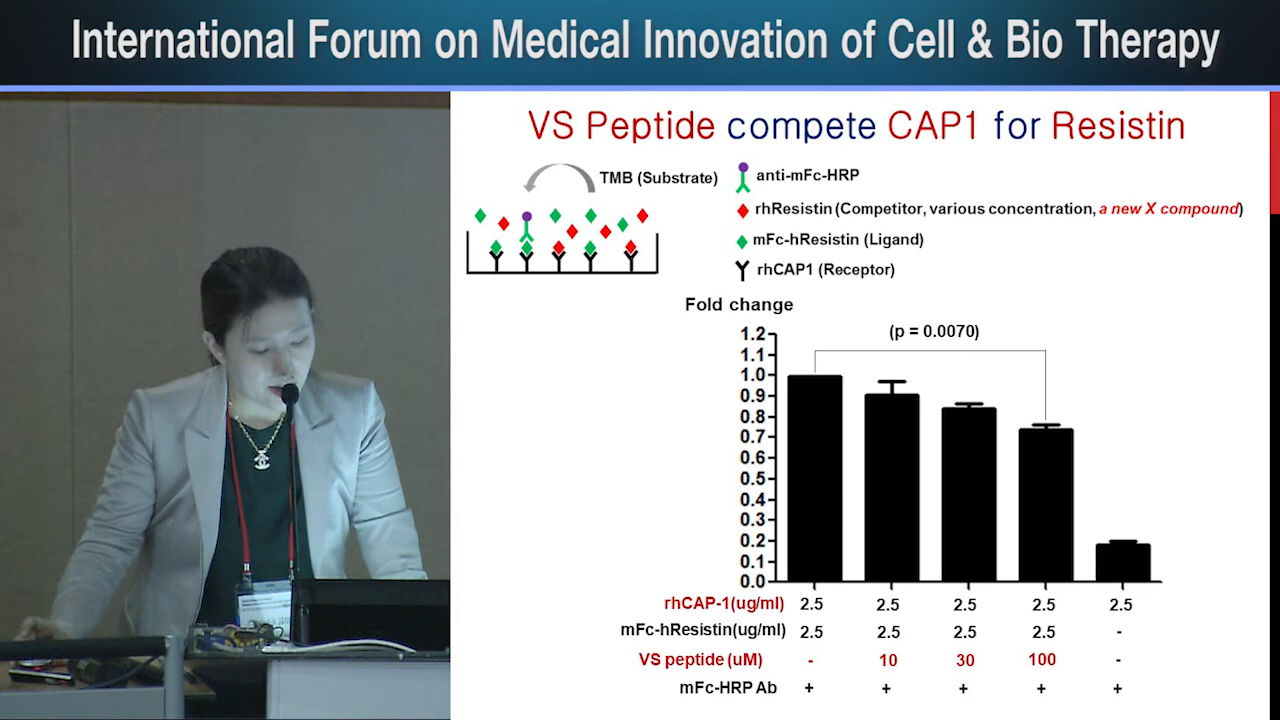 International Forum on Medical Innovation of Cell & Bio Therapy
VS Peptide compete CAP1 for Resistin
TMB (Substrate)
anti-mFc-HRP
rhResistin (Competitor, various concentration, a new X compound)
mFc-hResistin (Ligand)
rhCAP1 (Receptor)
Fold change
(p = 0.0070)
1.2
1.1
1.0
0.9
0.8
0.7
0.6
0.5
0.4
0.3
0.2
0.1
0.0
rhCAP-1(ug/ml) 2.5 2.5 2.5 2.5 2.5
mFc-hResistin(ug/ml) 2.5 2.5 2.5 2.5 -
VS peptide (uM) - 10 30 100 -
mFc-HRP Ab + + + + +